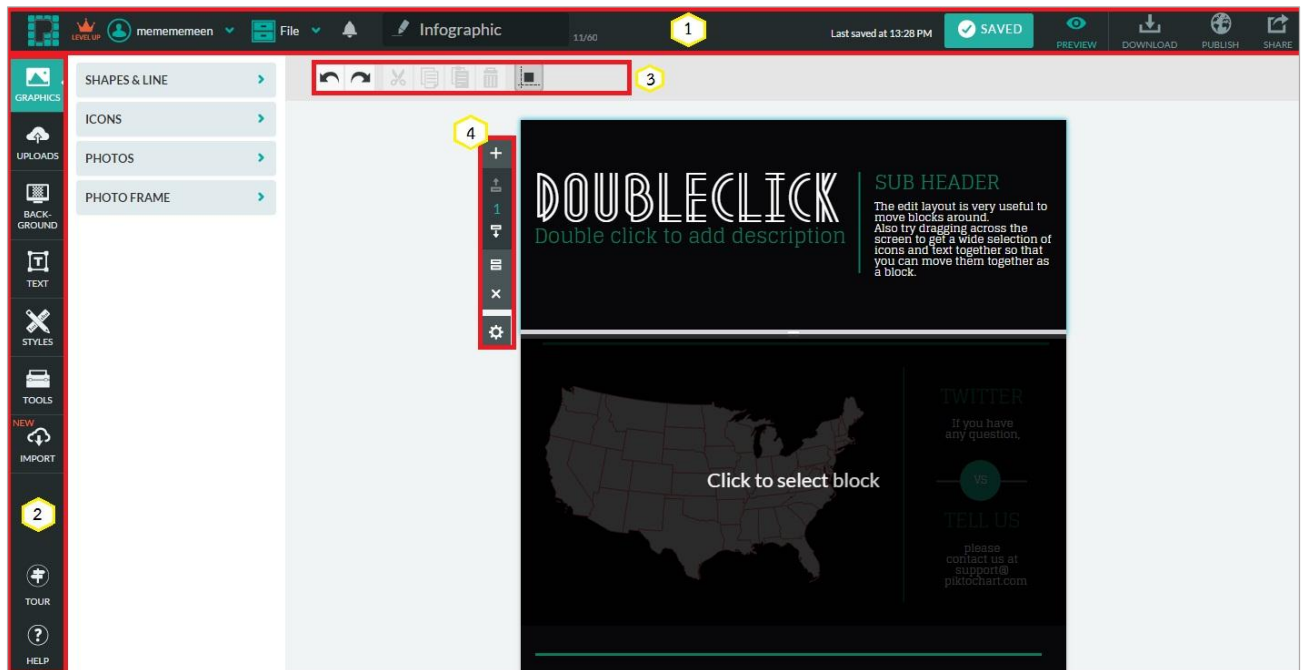 LEVEL UP
memememeen
File
Infographic
11/60
1
Last saved at 13:28 PM
SAVED
PREVIEW
DOWNLOAD
PUBLISH
SHARE
GRAPHICS
UPLOADS
BACK-
GROUND
TEXT
STYLES
TOOLS
NEW
IMPORT
2
TOUR
HELP
SHAPES & LINE
ICONS
PHOTOS
PHOTO FRAME
3
4
1
DOUBLECLICK
Double click to add description
SUB HEADER
The edit layout is very useful to
move blocks around.
Also try dragging across the
screen to get a wide selection of
icons and text together so that
you can move them together as
a block.
Click to select block
TWITTER
If you have
any question,
VS
TELL US
please
contact us at
support@
piktochart.com